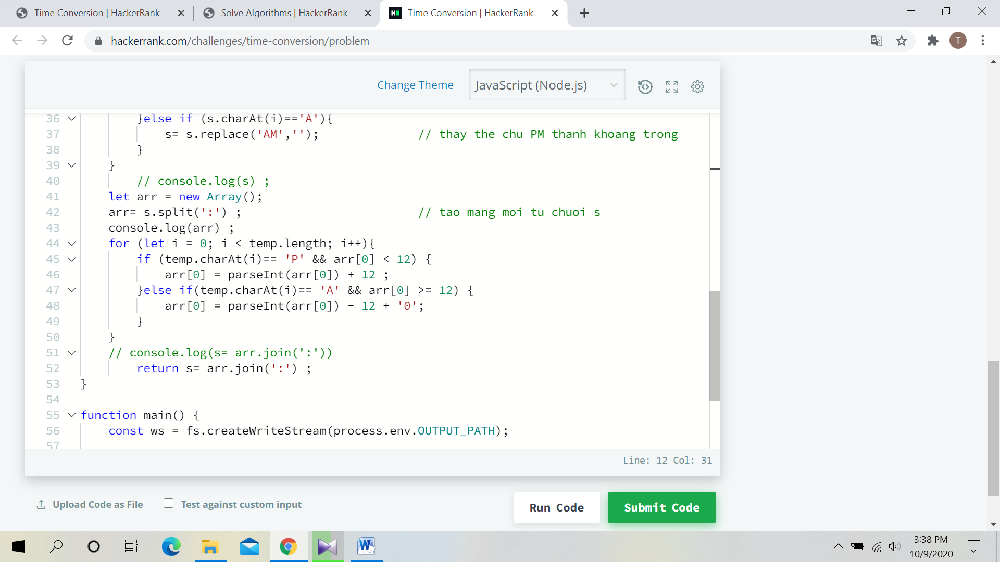 Time Conversion | HackerRank
Solve Algorithms | HackerRank
Time Conversion | HackerRank
hackerrank.com/challenges/time-conversion/problem
T
Change Theme
JavaScript (Node.js)
36 }else if (s.charAt(i)=='A'){
37 s= s.replace('AM',''); // thay the chu PM thanh khoang trong
38 }
39 }
40 // console.log(s) ;
41 let arr = new Array();
42 arr= s.split(':') ; // tao mang moi tu chuoi s
43 console.log(arr) ;
44 for (let i = 0; i < temp.length; i++){
45 if (temp.charAt(i)== 'P' && arr[0] < 12) {
46 arr[0] = parseInt(arr[0]) + 12 ;
47 }else if(temp.charAt(i)== 'A' && arr[0] >= 12) {
48 arr[0] = parseInt(arr[0]) - 12 + '0';
49 }
50 }
51 // console.log(s= arr.join(':'))
52 return s= arr.join(':') ;
53 }
54
55 function main() {
56 const ws = fs.createWriteStream(process.env.OUTPUT_PATH);
57
Line: 12 Col: 31
Upload Code as File
Test against custom input
Run Code
Submit Code
3:38 PM
10/9/2020